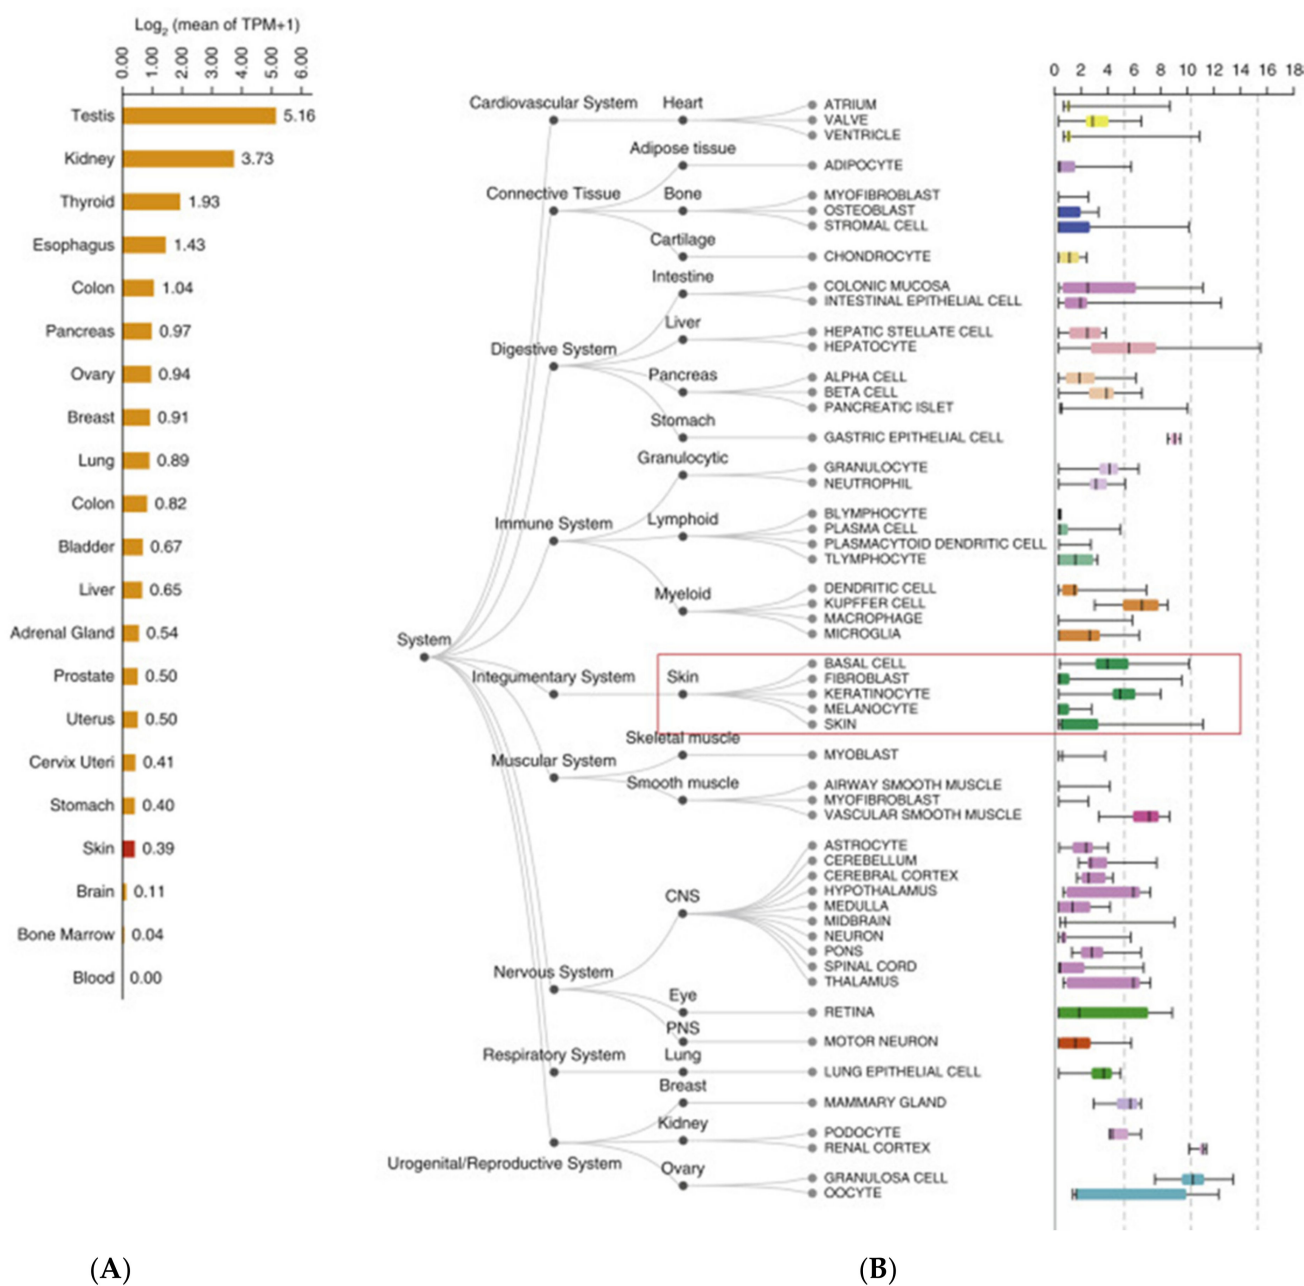 Log2 (mean of TPM+1)
0.00 1.00 2.00 3.00 4.00 5.00 6.00
Testis 5.16
Kidney 3.73
Thyroid 1.93
Esophagus 1.43
Colon 1.04
Pancreas 0.97
Ovary 0.94
Breast 0.91
Lung 0.89
Colon 0.82
Bladder 0.67
Liver 0.65
Adrenal Gland 0.54
Prostate 0.50
Uterus 0.50
Cervix Uteri 0.41
Stomach 0.40
Skin 0.39
Brain 0.11
Bone Marrow 0.04
Blood 0.00
(A)
0 2 4 6 8 10 12 14 16 18
System
Cardiovascular System
Heart
ATRIUM
VALVE
VENTRICLE
Connective Tissue
Adipose tissue
ADIPOCYTE
Bone
MYOFIBROBLAST
OSTEOBLAST
STROMAL CELL
Cartilage
CHONDROCYTE
Digestive System
Intestine
COLONIC MUCOSA
INTESTINAL EPITHELIAL CELL
Liver
HEPATIC STELLATE CELL
HEPATOCYTE
Pancreas
ALPHA CELL
BETA CELL
PANCREATIC ISLET
Stomach
GASTRIC EPITHELIAL CELL
Immune System
Granulocytic
GRANULOCYTE
NEUTROPHIL
Lymphoid
BLYMPHOCYTE
PLASMA CELL
PLASMACYTOID DENDRITIC CELL
TLYMPHOCYTE
Myeloid
DENDRITIC CELL
KUPFFER CELL
MACROPHAGE
MICROGLIA
Integumentary System
Skin
BASAL CELL
FIBROBLAST
KERATINOCYTE
MELANOCYTE
SKIN
Muscular System
Skeletal muscle
MYOBLAST
Smooth muscle
AIRWAY SMOOTH MUSCLE
MYOFIBROBLAST
VASCULAR SMOOTH MUSCLE
Nervous System
CNS
ASTROCYTE
CEREBELLUM
CEREBRAL CORTEX
HYPOTHALAMUS
MEDULLA
MIDBRAIN
NEURON
PONS
SPINAL CORD
THALAMUS
Eye
RETINA
PNS
MOTOR NEURON
Respiratory System
Lung
LUNG EPITHELIAL CELL
Urogenital/Reproductive System
Breast
MAMMARY GLAND
Kidney
PODOCYTE
RENAL CORTEX
Ovary
GRANULOSA CELL
OOCYTE
(B)